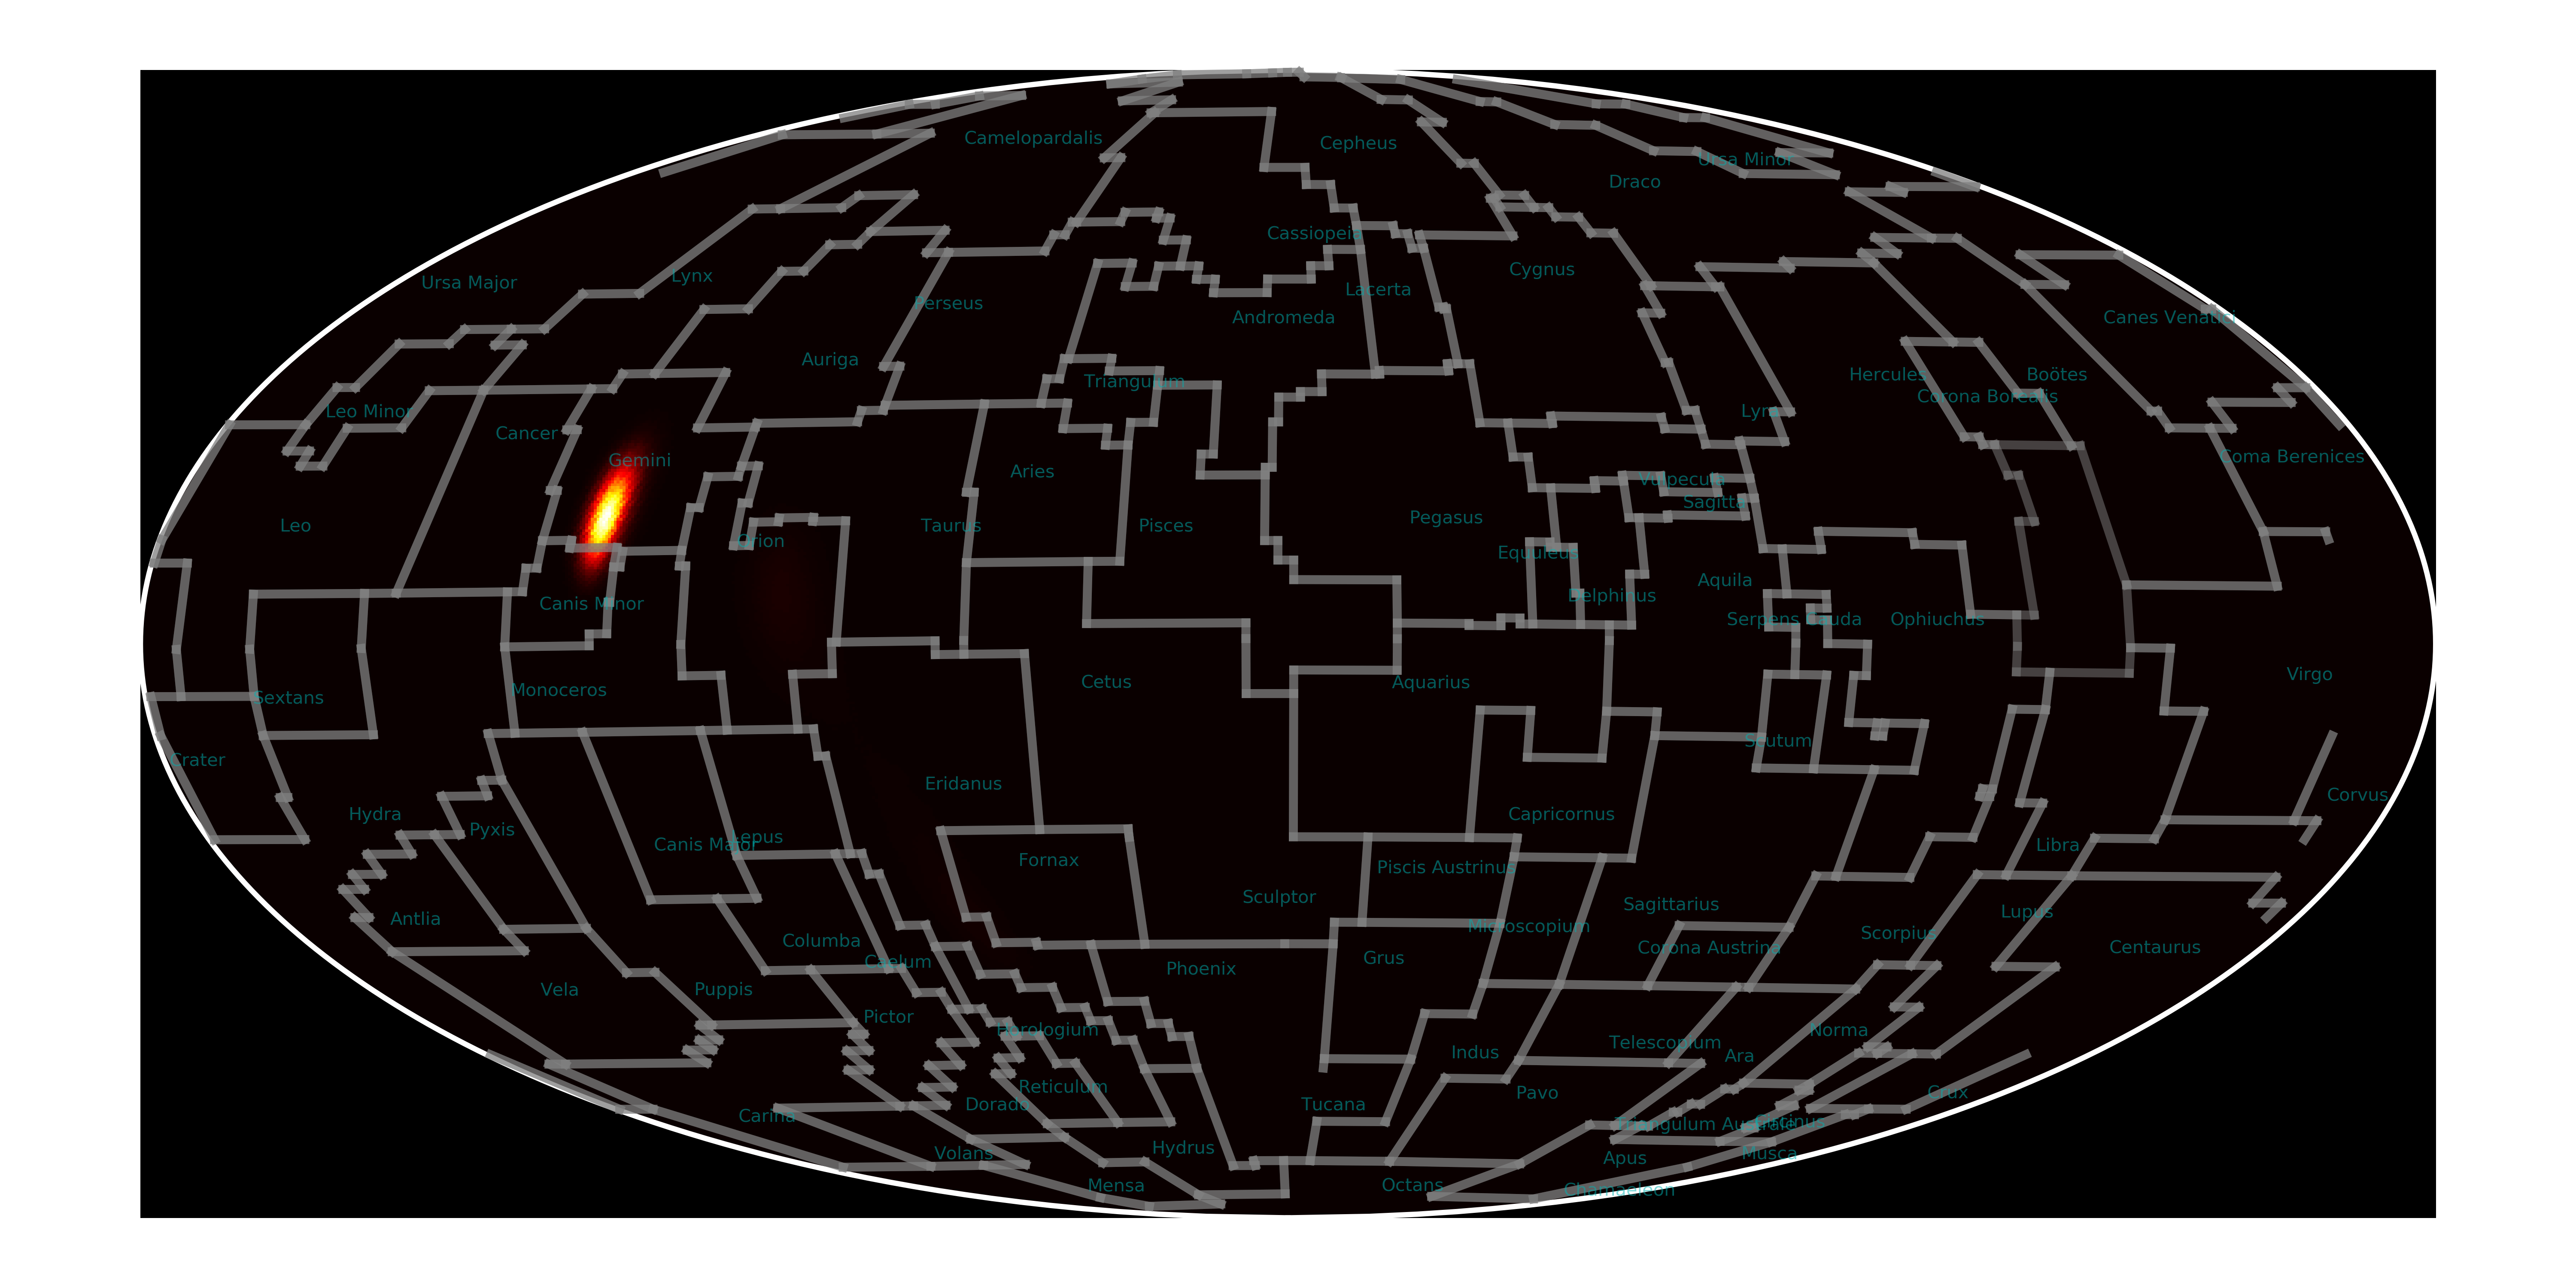 Camelopardalis
Cepheus
Ursa Minor
Draco
Cassiopeia
Cygnus
Lynx
Ursa Major
Lacerta
Perseus
Andromeda
Canes Venatici
Auriga
Triangulum
Hercules
Boötes
Corona Borealis
Leo Minor
Lyra
Cancer
Gemini
Coma Berenices
Aries
Vulpecula
Sagitta
Leo
Taurus
Pisces
Pegasus
Orion
Equuleus
Aquila
Delphinus
Canis Minor
Serpens Cauda
Ophiuchus
Virgo
Cetus
Aquarius
Monoceros
Sextans
Scutum
Crater
Eridanus
Corvus
Hydra
Capricornus
Pyxis
Lepus
Canis Major
Libra
Fornax
Piscis Austrinus
Sculptor
Sagittarius
Lupus
Antlia
Microscopium
Scorpius
Columba
Corona Austrina
Centaurus
Grus
Caelum
Phoenix
Vela
Puppis
Pictor
Horologium
Norma
Telescopium
Indus
Ara
Reticulum
Pavo
Crux
Dorado
Tucana
Carina
Triangulum Australe
Circinus
Hydrus
Volans
Musca
Apus
Mensa
Octans
Chamaeleon